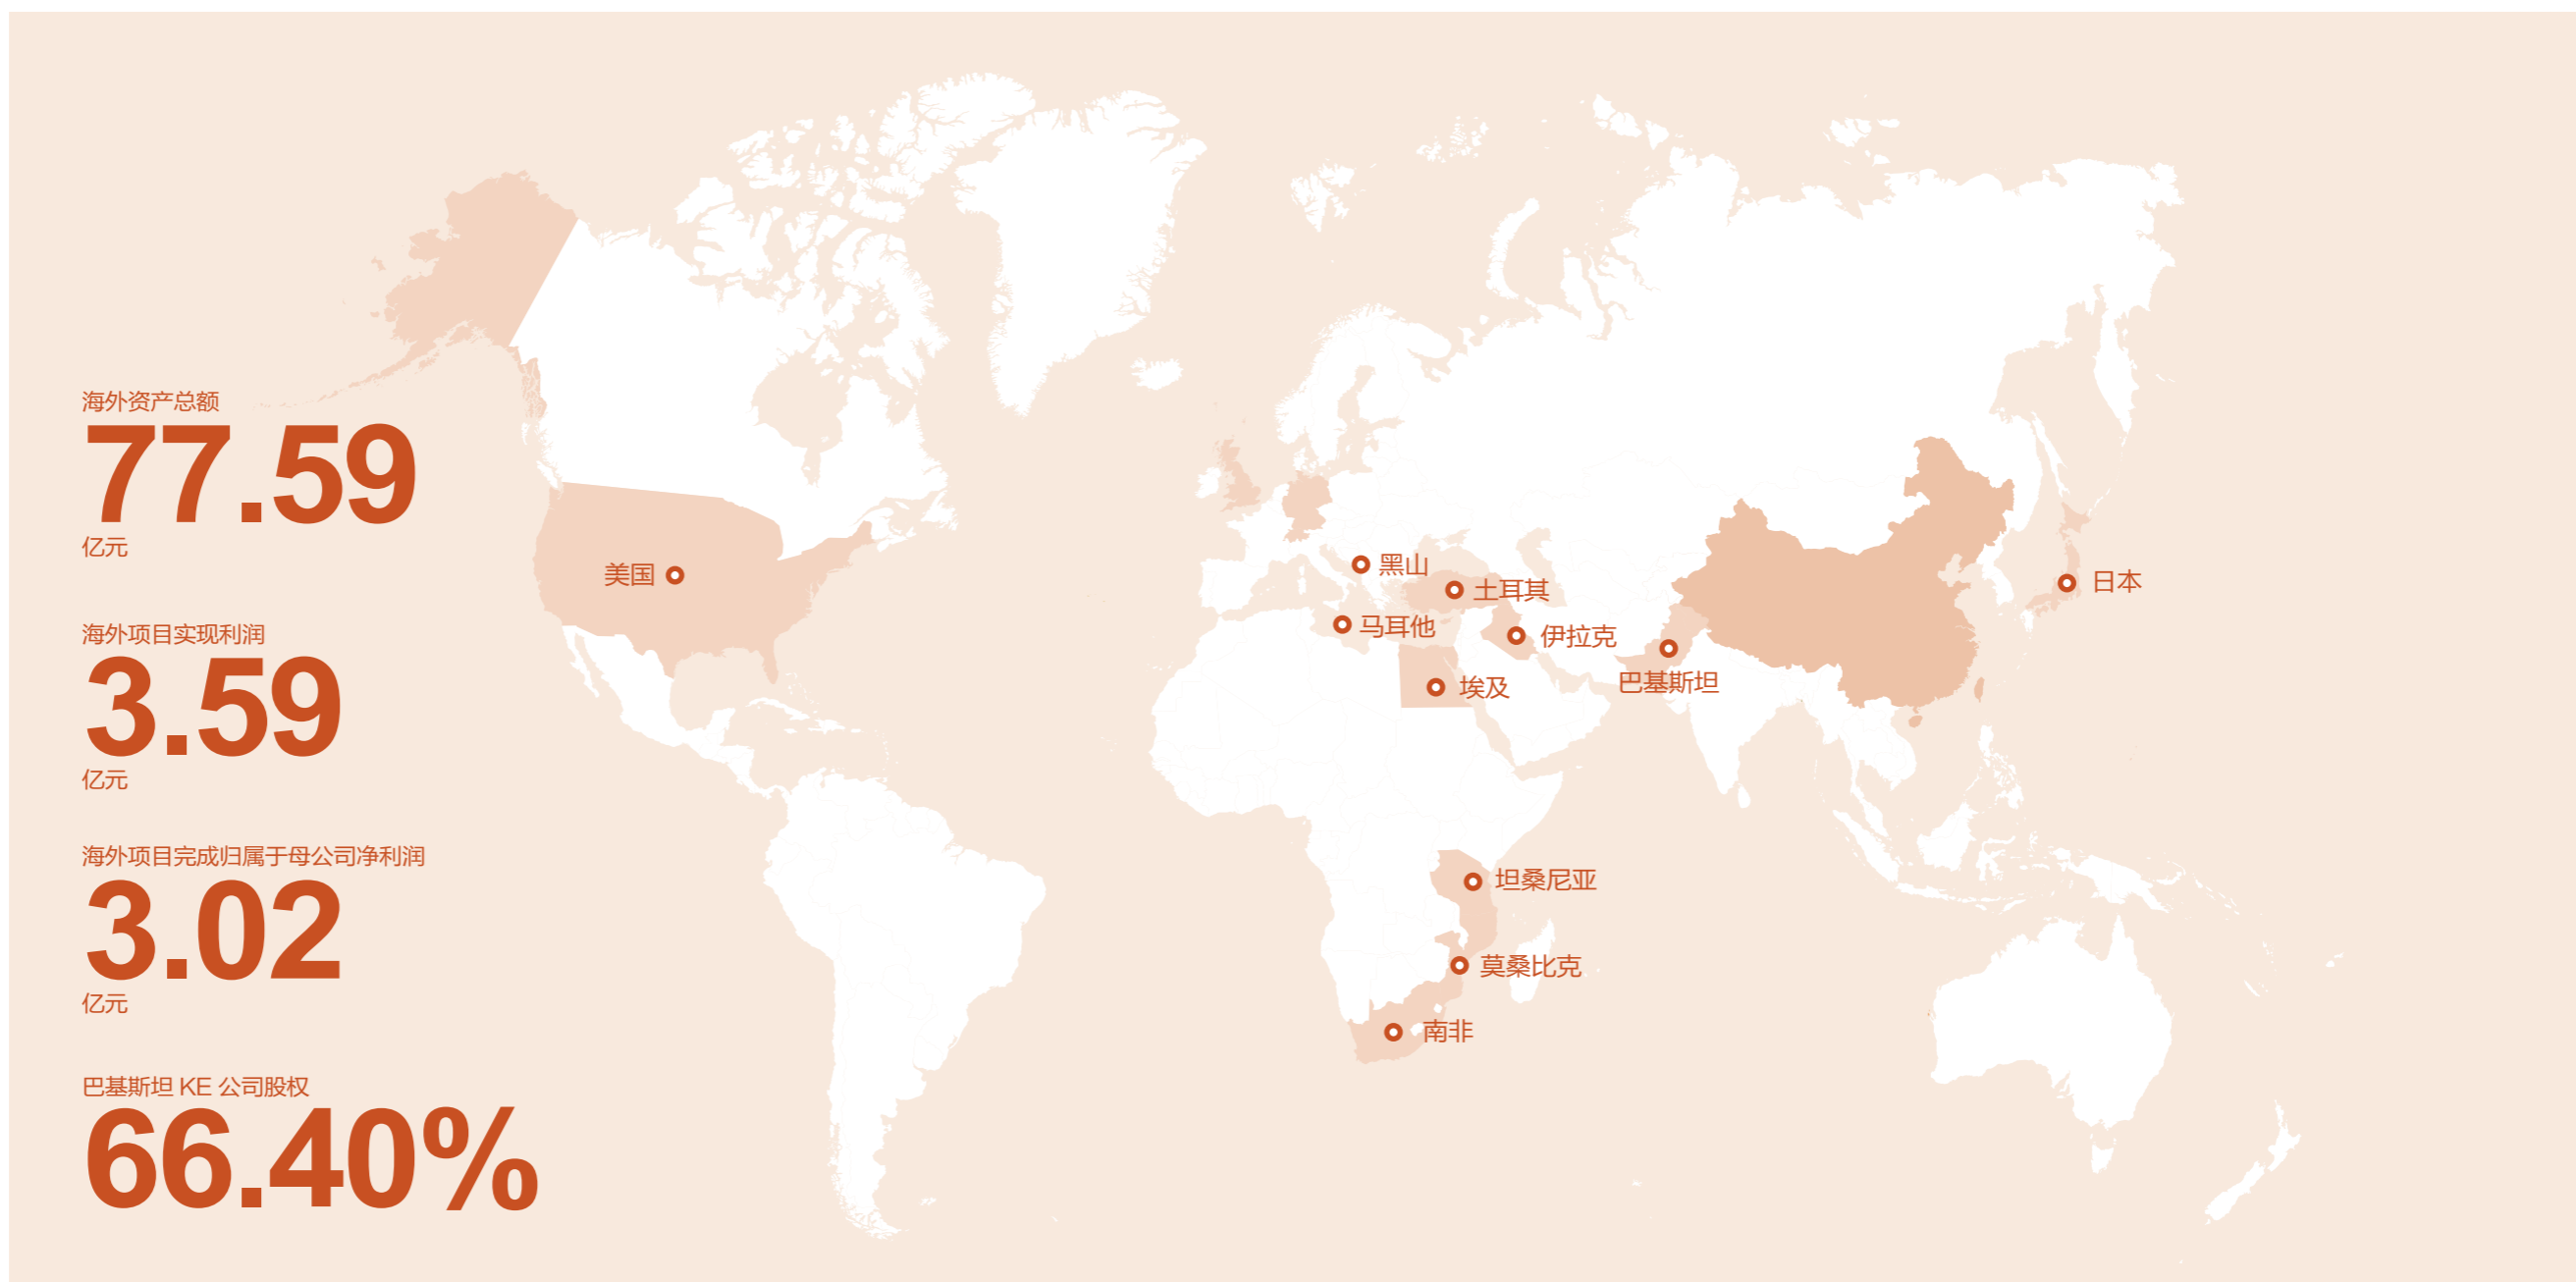 海外资产总额
77.59
亿元
海外项目实现利润
3.59
亿元
海外项目完成归属于母公司净利润
3.02
亿元
巴基斯坦 KE 公司股权
66.40%
美国
黑山
土耳其
马耳他
伊拉克
埃及
巴基斯坦
日本
坦桑尼亚
莫桑比克
南非